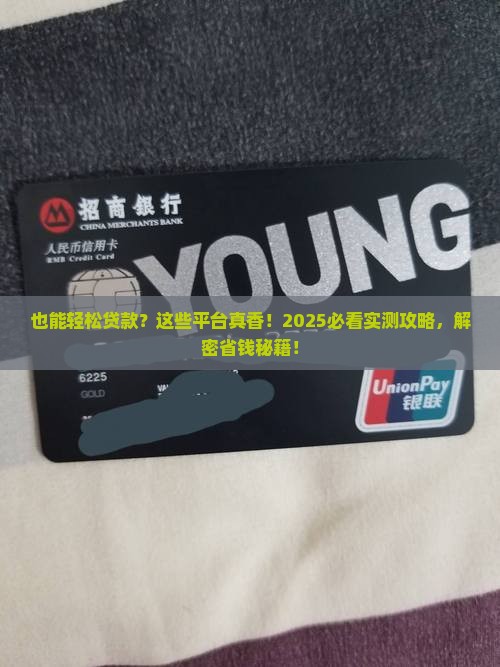 招商银行
CHINA MERCHANTS BANK
人民币信用卡
RMB Credit Card
YOUNG
也能轻松贷款？这些平台真香！2025必看实测攻略，解
密省钱秘籍！
6225
GOLD
UnionPay
银联